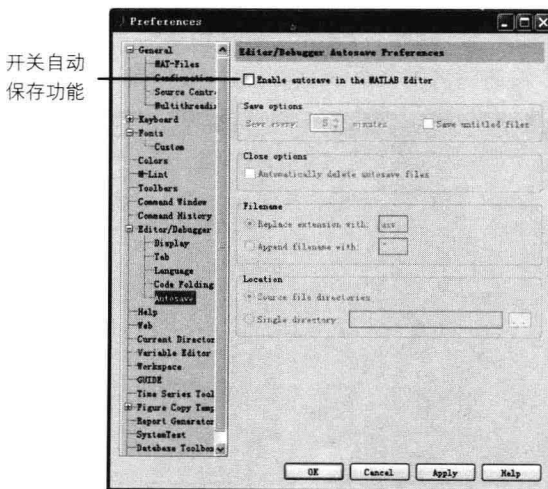 开关自动
保存功能
Preferences
General
MAT-Files
Confirmation
Source Contr
Multithreadin
Keyboard
Fonts
Custom
Colors
M-Lint
Toolbars
Command Window
Command History
Editor/Debugger
Display
Tab
Language
Code Folding
Autosave
Help
Web
Current Director
Variable Editor
Workspace
GUIDE
Time Series Tool
Figure Copy Temp
Report Generator
SystemTest
Database Toolbox
Editor/Debugger Autosave Preferences
Enable autosave in the MATLAB Editor
Save options
Save every: 5 minutes Save untitled files
Close options
Automatically delete autosave files
Filename
Replace extension with: asv
Append filename with: ~
Location
Source file directories
Single directory: ...
OK Cancel Apply Help